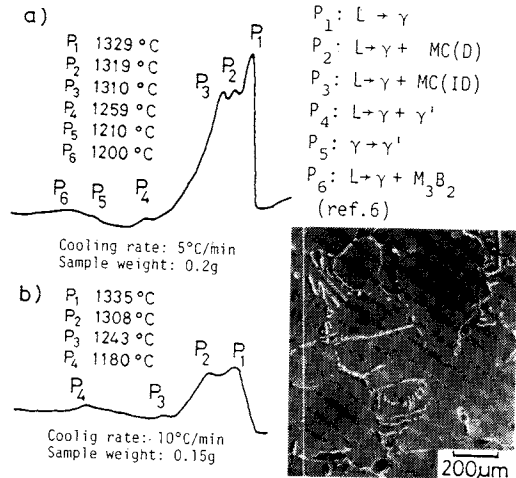 a)
P₁ 1329 °C
P₂ 1319 °C
P₃ 1310 °C
P₄ 1259 °C
P₅ 1210 °C
P₆ 1200 °C
P₁
P₂
P₃
P₄
P₅
P₆
Cooling rate: 5°C/min
Sample weight: 0.2g
P₁: L → γ
P₂: L→γ + MC(D)
P₃: L→γ + MC(ID)
P₄: L→γ + γ'
P₅: γ→γ'
P₆: L→γ + M₃B₂
(ref.6)
b)
P₁ 1335 °C
P₂ 1308 °C
P₃ 1243 °C
P₄ 1180 °C
P₁
P₂
P₃
P₄
Coolig rate: 10°C/min
Sample weight: 0.15g
200μm